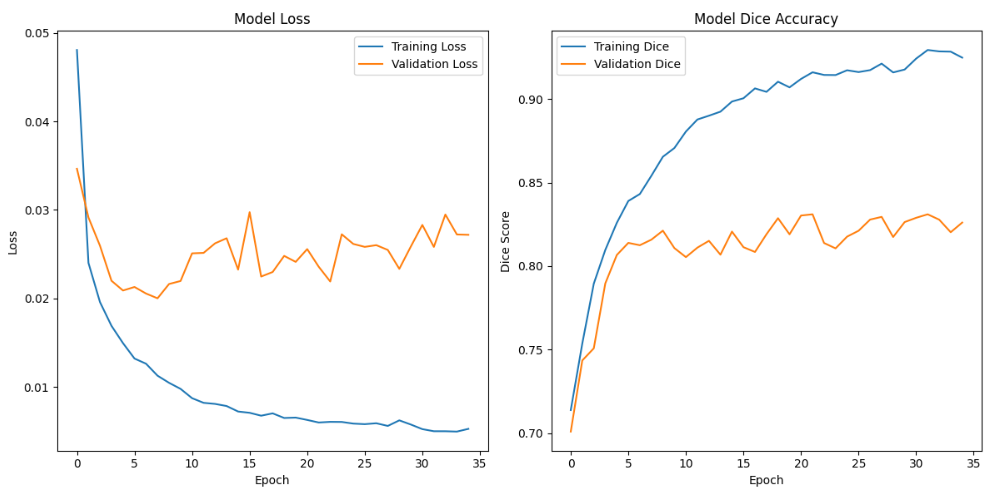 Model Loss
Training Loss
Validation Loss
0.05
0.04
0.03
0.02
0.01
Loss
0 5 10 15 20 25 30 35
Epoch
Model Dice Accuracy
Training Dice
Validation Dice
0.90
0.85
0.80
0.75
0.70
Dice Score
0 5 10 15 20 25 30 35
Epoch